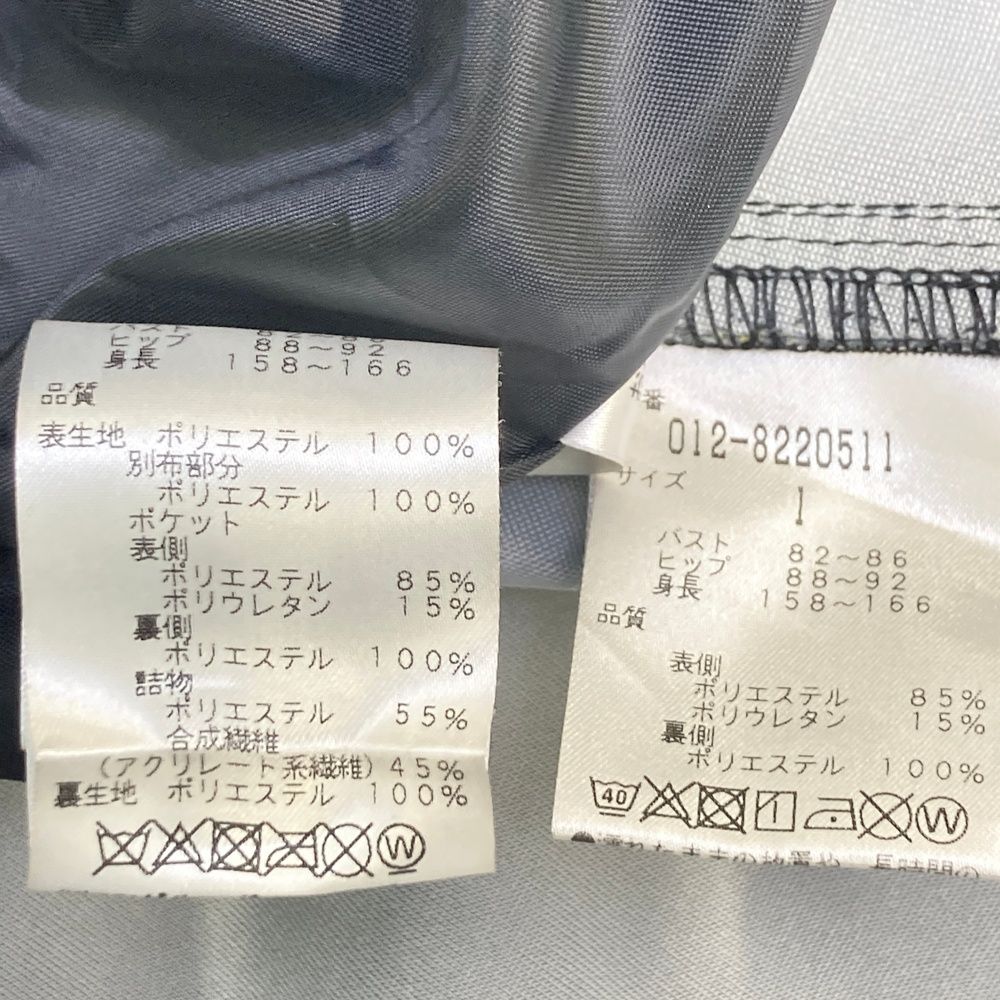 ヒップ 88〜92
身長 158〜166
品質
表生地 ポリエステル 100%
別布部分
ポリエステル 100%
ポケット
表側
ポリエステル 85%
ポリウレタン 15%
裏側
ポリエステル 100%
詰物
ポリエステル 55%
合成繊維
(アクリレート系繊維) 45%
裏生地 ポリエステル 100%
W
番
012-8220511
サイズ
1
バスト 82〜86
ヒップ 88〜92
身長 158〜166
品質
表側
ポリエステル 85%
ポリウレタン 15%
裏側
ポリエステル 100%
40 W